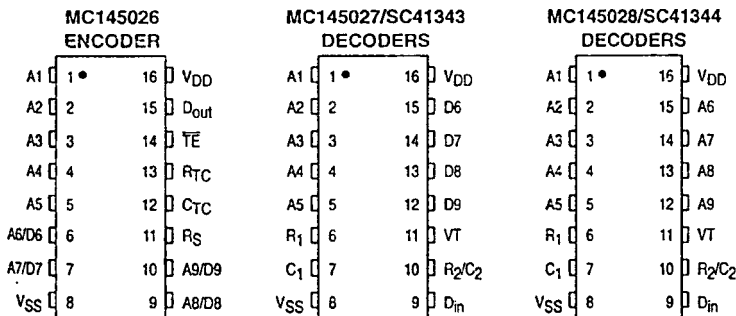 MC145026
ENCODER
A1 1 16 VDD
A2 2 15 Dout
A3 3 14 T̅E̅
A4 4 13 RTC
A5 5 12 CTC
A6/D6 6 11 RS
A7/D7 7 10 A9/D9
VSS 8 9 A8/D8
MC145027/SC41343
DECODERS
A1 1 16 VDD
A2 2 15 D6
A3 3 14 D7
A4 4 13 D8
A5 5 12 D9
R1 6 11 VT
C1 7 10 R2/C2
VSS 8 9 Din
MC145028/SC41344
DECODERS
A1 1 16 VDD
A2 2 15 A6
A3 3 14 A7
A4 4 13 A8
A5 5 12 A9
R1 6 11 VT
C1 7 10 R2/C2
VSS 8 9 Din